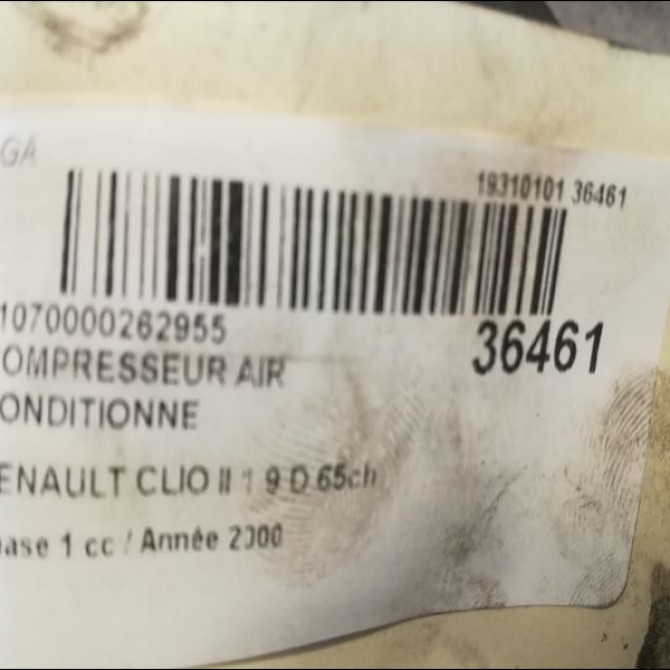 GA
19310101 36461
1070000262955
36461
OMPRESSEUR AIR
ONDITIONNE
ENAULT CLIO II 1 9 D 65ch
ase 1 cc / Année 2000